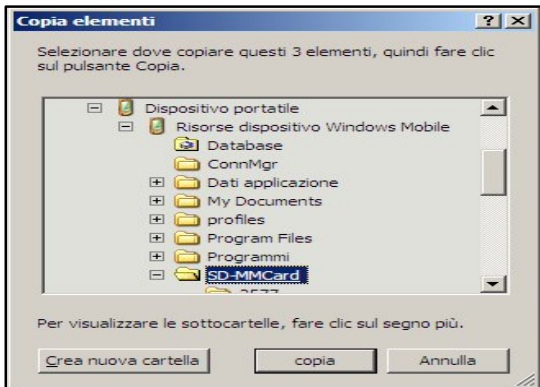 Copia elementi
Selezionare dove copiare questi 3 elementi, quindi fare clic
sul pulsante Copia.
Dispositivo portatile
Risorse dispositivo Windows Mobile
Database
ConnMgr
Dati applicazione
My Documents
profiles
Program Files
Programmi
SD-MMCard
2577
Per visualizzare le sottocartelle, fare clic sul segno più.
Crea nuova cartella copia Annulla